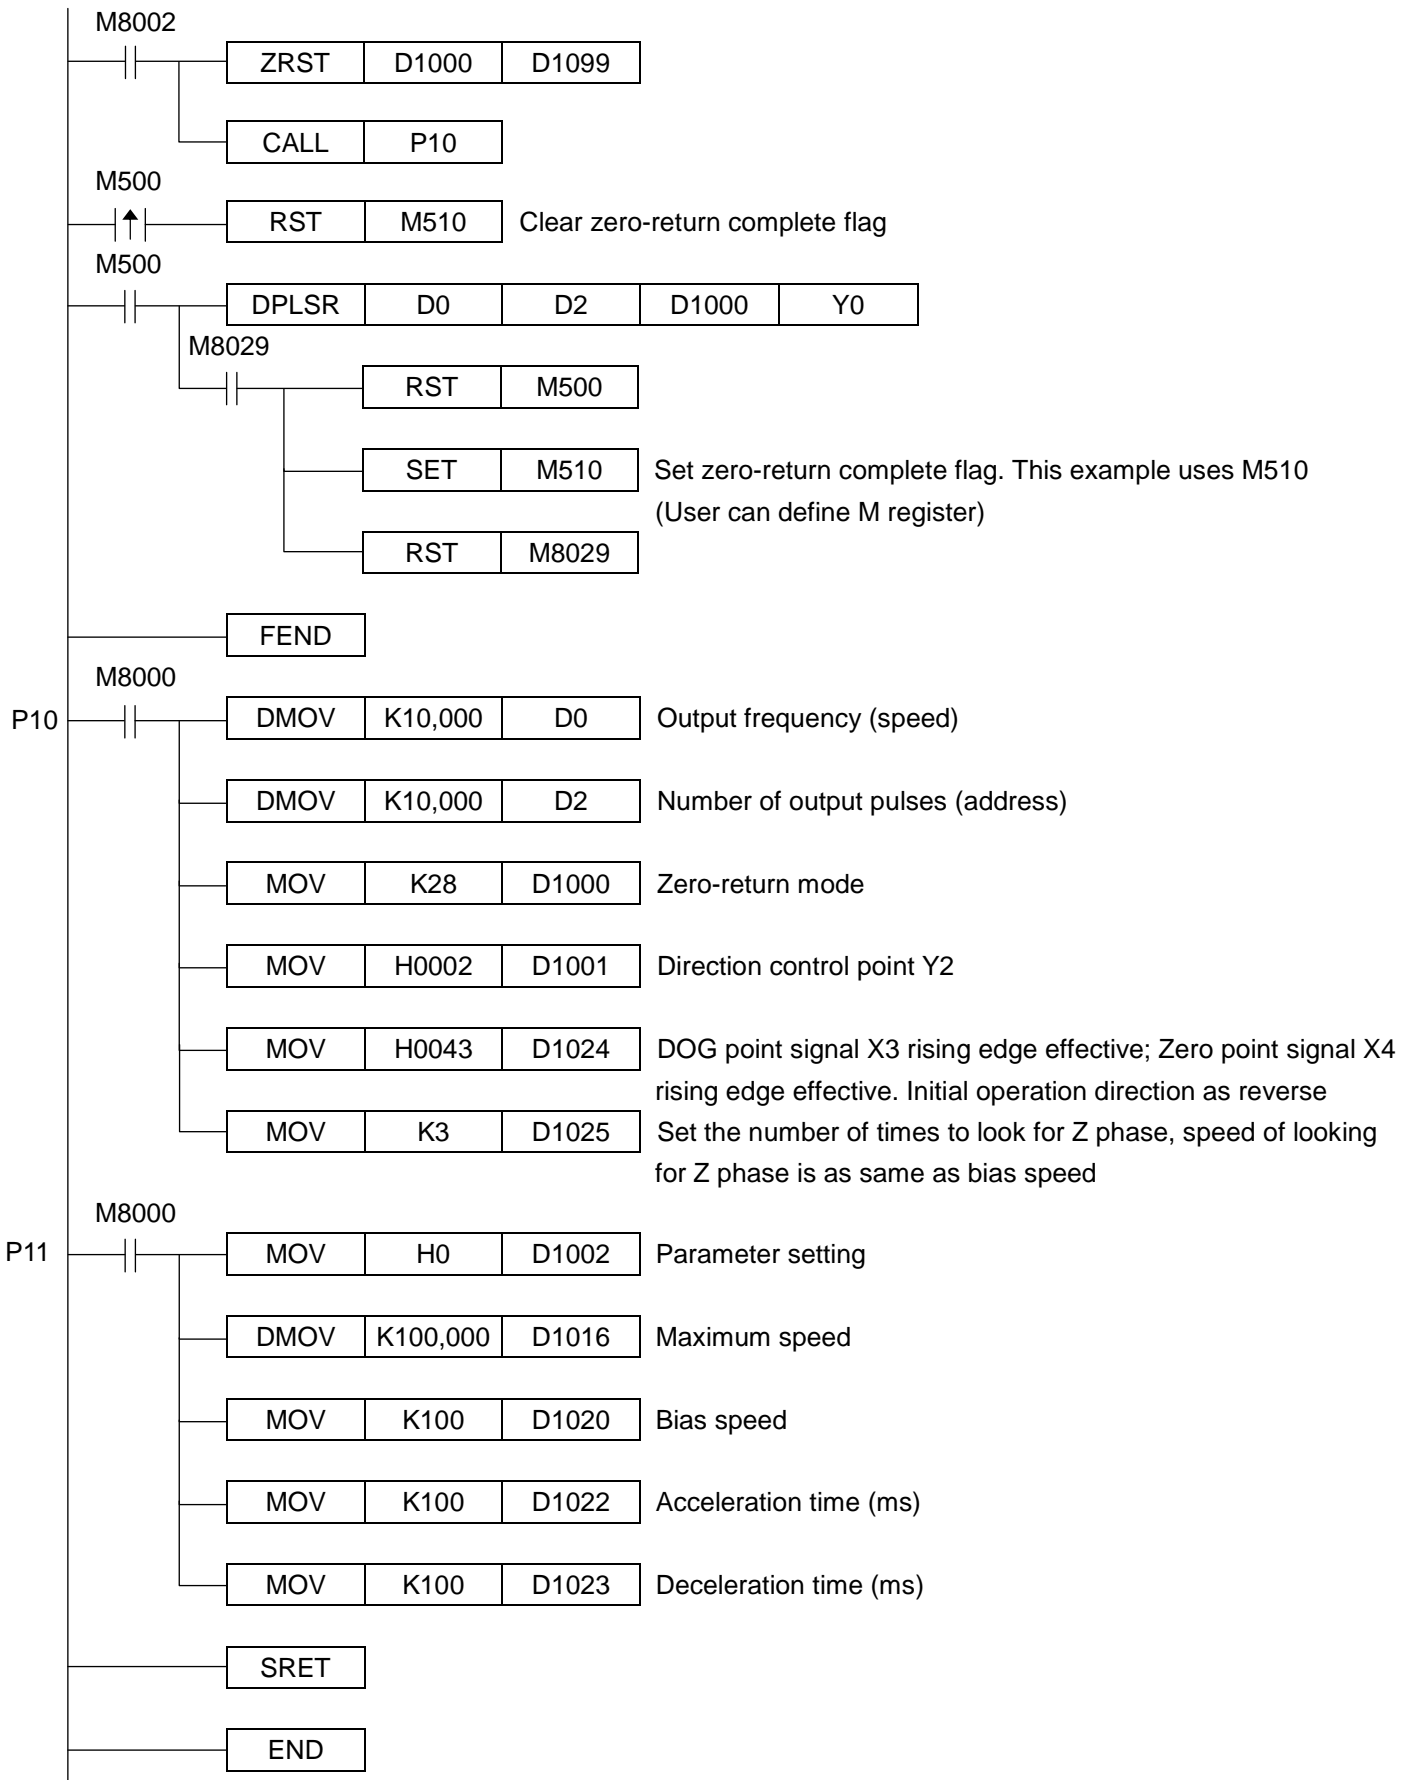 M8002
ZRST D1000 D1099
CALL P10
M500
RST M510 Clear zero-return complete flag
M500
DPLSR D0 D2 D1000 Y0
M8029
RST M500
SET M510 Set zero-return complete flag. This example uses M510
(User can define M register)
RST M8029
FEND
M8000
P10 DMOV K10,000 D0 Output frequency (speed)
DMOV K10,000 D2 Number of output pulses (address)
MOV K28 D1000 Zero-return mode
MOV H0002 D1001 Direction control point Y2
MOV H0043 D1024 DOG point signal X3 rising edge effective; Zero point signal X4
rising edge effective. Initial operation direction as reverse
MOV K3 D1025 Set the number of times to look for Z phase, speed of looking
for Z phase is as same as bias speed
M8000
P11 MOV H0 D1002 Parameter setting
DMOV K100,000 D1016 Maximum speed
MOV K100 D1020 Bias speed
MOV K100 D1022 Acceleration time (ms)
MOV K100 D1023 Deceleration time (ms)
SRET
END